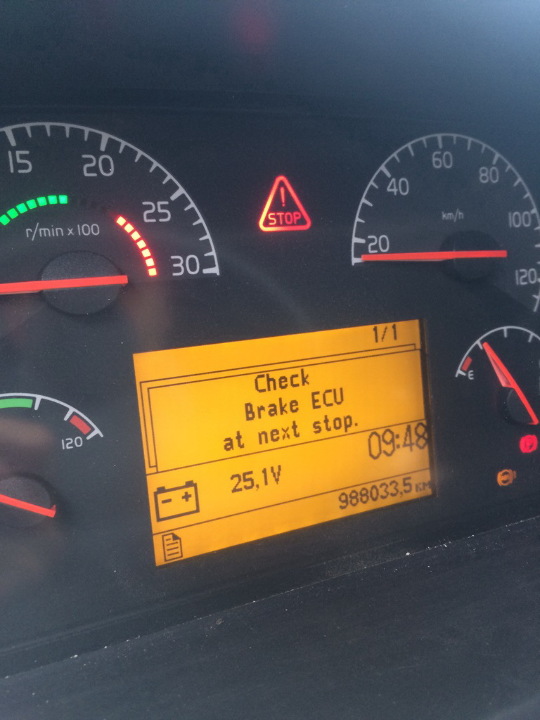 15
20
25
30
r/min x 100
STOP
20
40
60
80
100
120
km/h
E
120
1/1
Check
Brake ECU
at next stop.
09:48
25,1V
988033,5 KM